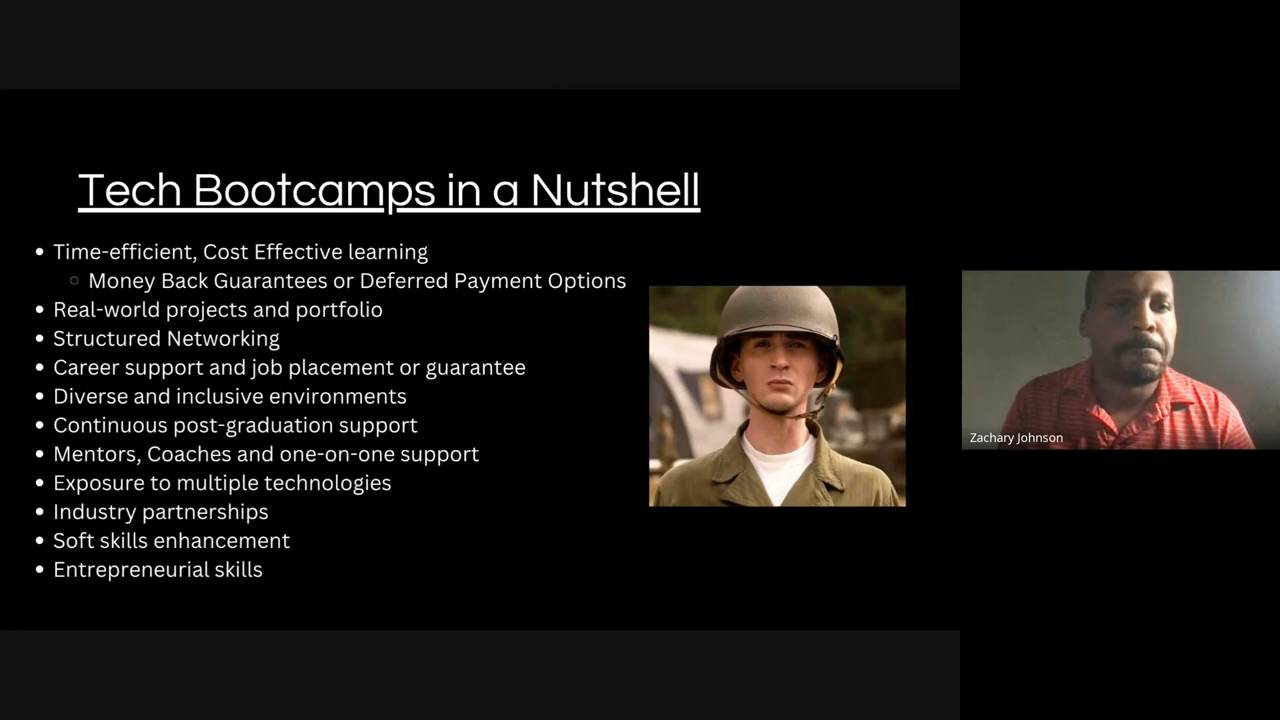 Tech Bootcamps in a Nutshell
Time-efficient, Cost Effective learning
Money Back Guarantees or Deferred Payment Options
Real-world projects and portfolio
Structured Networking
Career support and job placement or guarantee
Diverse and inclusive environments
Continuous post-graduation support
Mentors, Coaches and one-on-one support
Exposure to multiple technologies
Industry partnerships
Soft skills enhancement
Entrepreneurial skills
Zachary Johnson